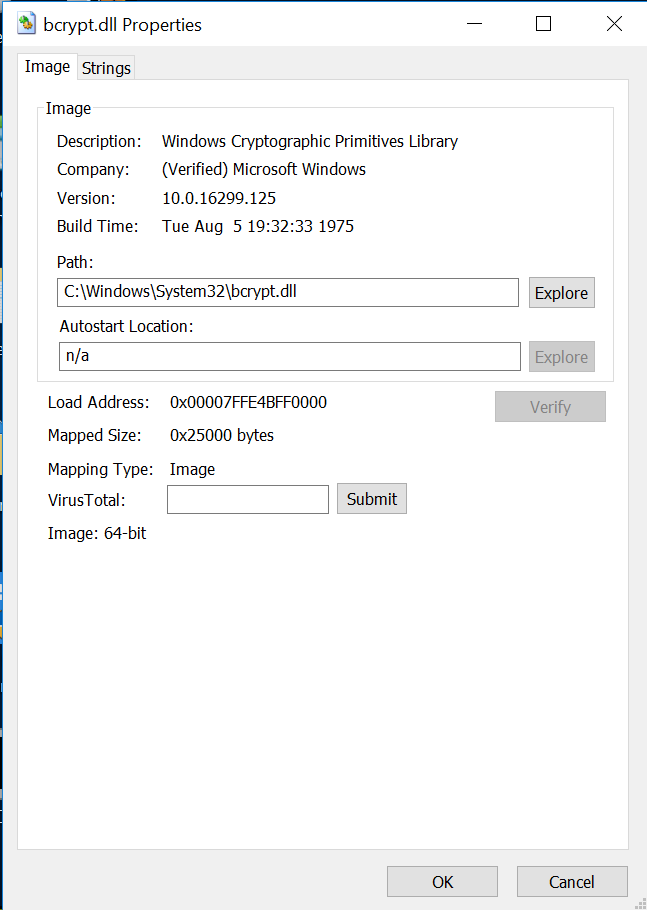 bcrypt.dll Properties
Image Strings
Image
Description: Windows Cryptographic Primitives Library
Company: (Verified) Microsoft Windows
Version: 10.0.16299.125
Build Time: Tue Aug  5 19:32:33 1975
Path:
C:\Windows\System32\bcrypt.dll Explore
Autostart Location:
n/a Explore
Load Address: 0x00007FFE4BFF0000 Verify
Mapped Size: 0x25000 bytes
Mapping Type: Image
VirusTotal: Submit
Image: 64-bit
OK Cancel